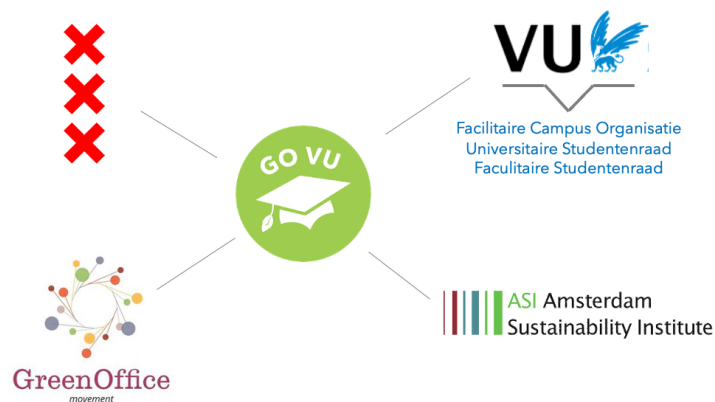 VU
Facilitaire Campus Organisatie
Universitaire Studentenraad
Faculitaire Studentenraad
GO VU
ASI Amsterdam
Sustainability Institute
GreenOffice
movement